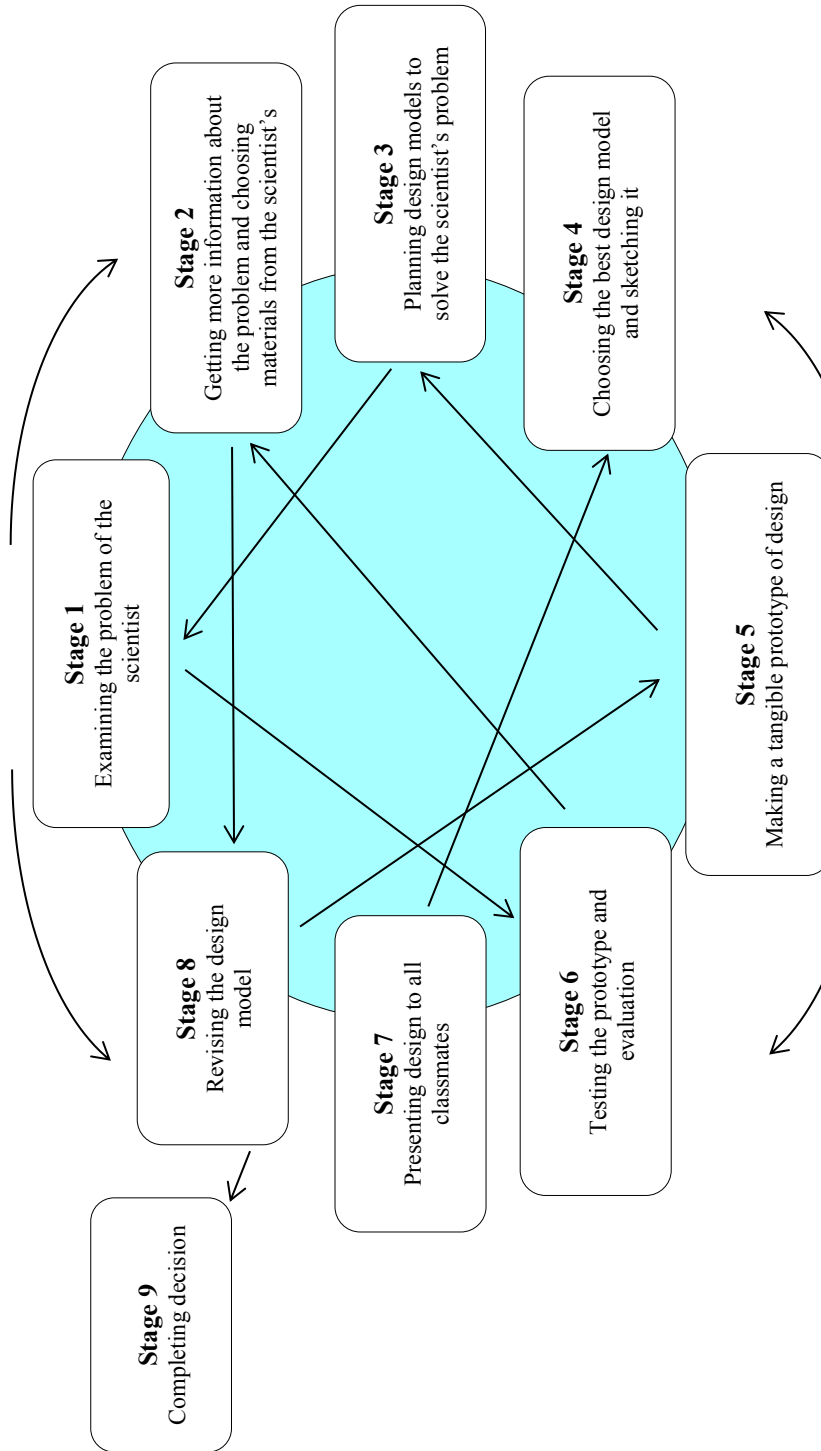 Stage 1
Examining the problem of the
scientist
Stage 2
Getting more information about
the problem and choosing
materials from the scientist’s
Stage 3
Planning design models to
solve the scientist’s problem
Stage 4
Choosing the best design model
and sketching it
Stage 5
Making a tangible prototype of design
Stage 6
Testing the prototype and
evaluation
Stage 7
Presenting design to all
classmates
Stage 8
Revising the design
model
Stage 9
Completing decision